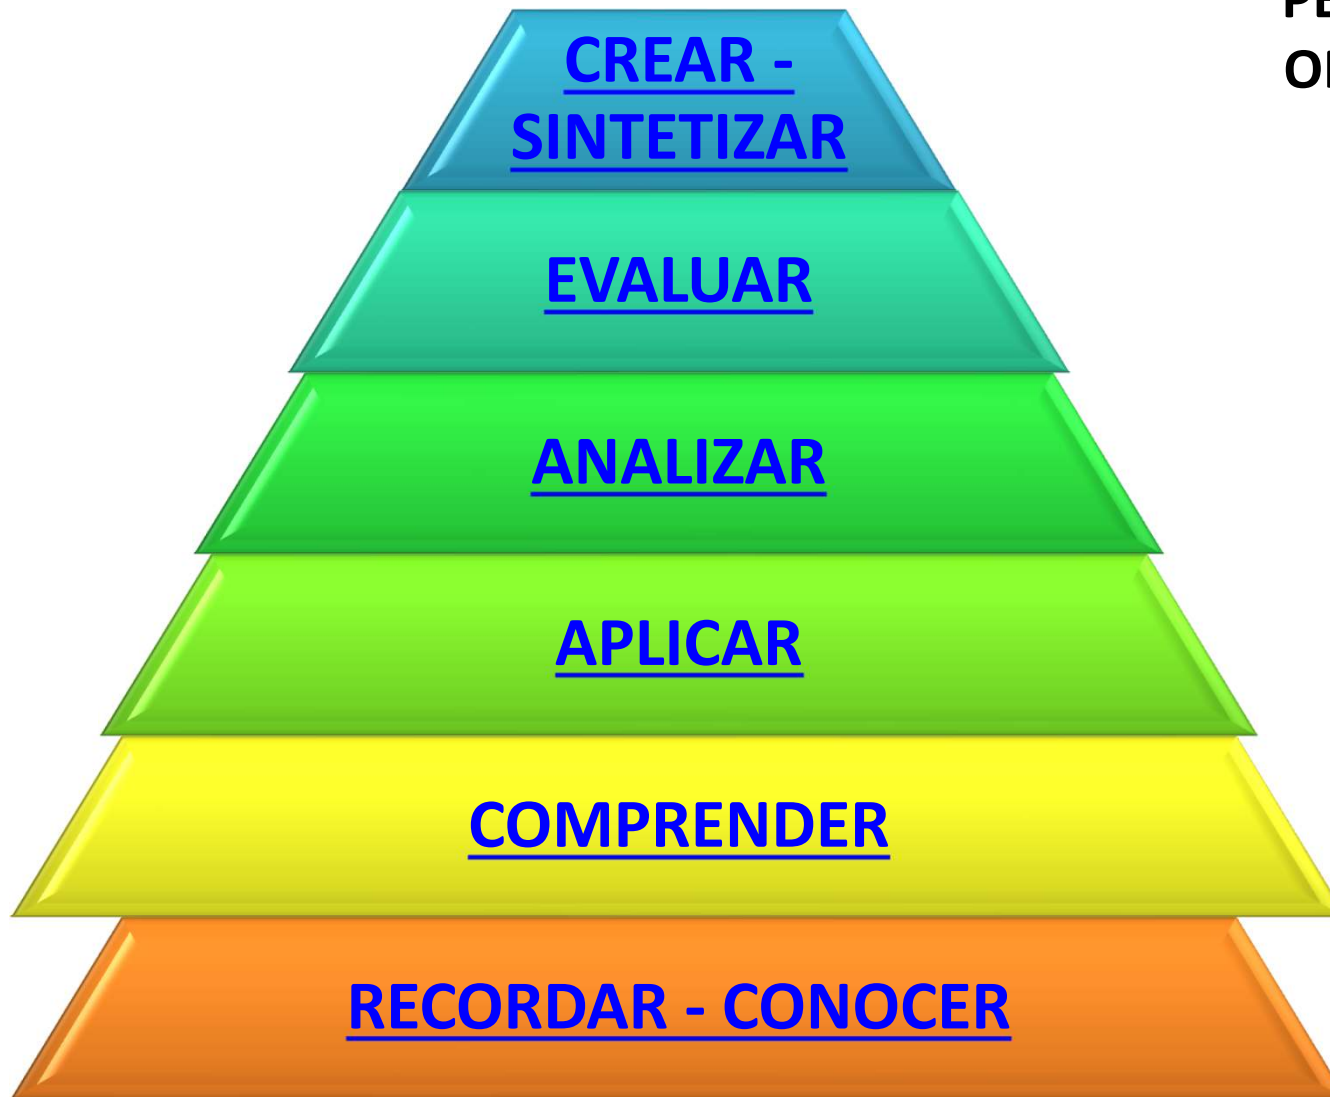 CREAR -
SINTETIZAR
EVALUAR
ANALIZAR
APLICAR
COMPRENDER
RECORDAR - CONOCER